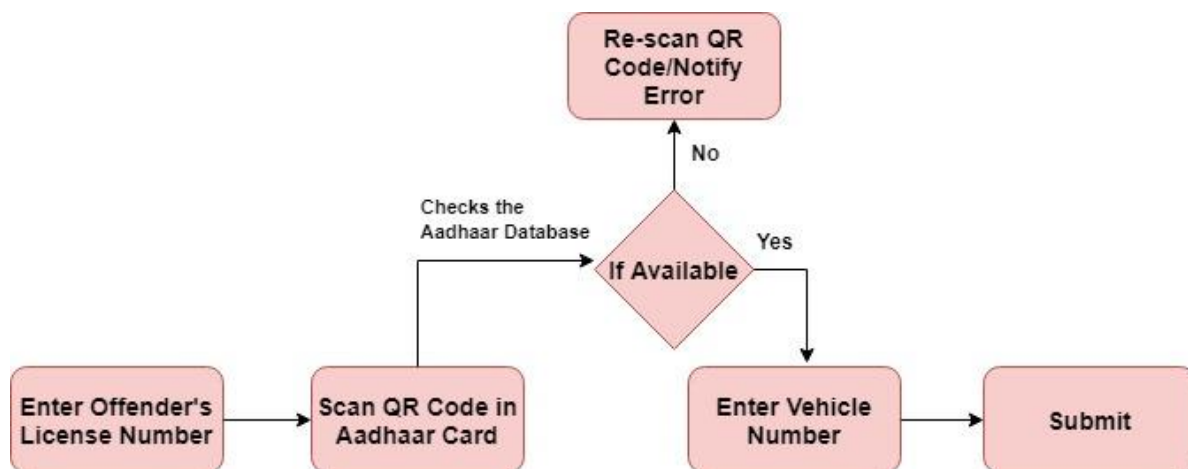 Re-scan QR
Code/Notify
Error
No
Checks the
Aadhaar Database
Yes
If Available
Enter Offender's
License Number
Scan QR Code in
Aadhaar Card
Enter Vehicle
Number
Submit